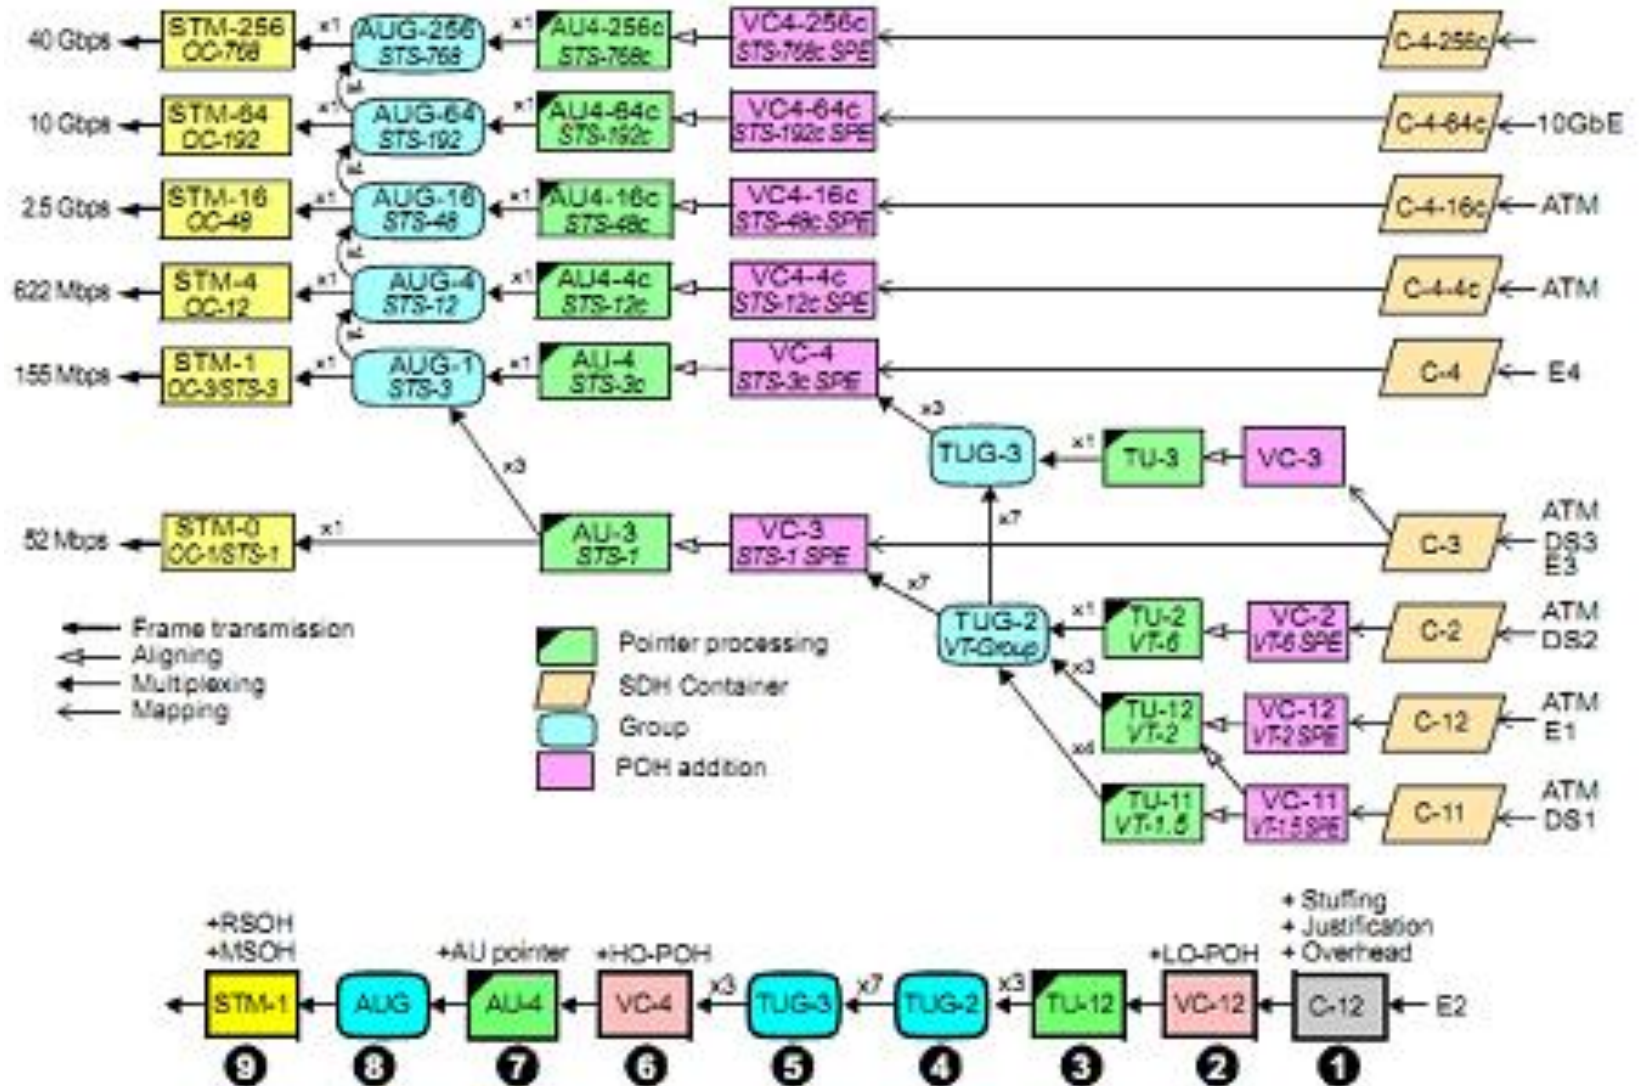 40 Gbps
STM-256
OC-768
x1
AUG-256
STS-768
x1
AU4-256c
STS-768c
VC4-256c
STS-768c SPE
C-4-256c
x4
10 Gbps
STM-64
OC-192
x1
AUG-64
STS-192
x1
AU4-64c
STS-192c
VC4-64c
STS-192c SPE
C-4-64c
10GbE
x4
2.5 Gbps
STM-16
OC-48
x1
AUG-16
STS-48
x1
AU4-16c
STS-48c
VC4-16c
STS-48c SPE
C-4-16c
ATM
x4
622 Mbps
STM-4
OC-12
x1
AUG-4
STS-12
x1
AU4-4c
STS-12c
VC4-4c
STS-12c SPE
C-4-4c
ATM
x4
155 Mbps
STM-1
OC-3/STS-3
x1
AUG-1
STS-3
x1
AU-4
STS-3c
VC-4
STS-3c SPE
C-4
E4
x3
TUG-3
x1
TU-3
VC-3
x3
x7
52 Mbps
STM-0
OC-1/STS-1
x1
AU-3
STS-1
VC-3
STS-1 SPE
C-3
ATM
DS3
E3
x7
TUG-2
VT-Group
x1
TU-2
VT-6
VC-2
VT-6 SPE
C-2
ATM
DS2
x3
TU-12
VT-2
VC-12
VT-2 SPE
C-12
ATM
E1
x4
TU-11
VT-1.5
VC-11
VT-1.5 SPE
C-11
ATM
DS1
Frame transmission
Aligning
Multiplexing
Mapping
Pointer processing
SDH Container
Group
POH addition
+RSOH
+MSOH
+AU pointer
+HO-POH
+LO-POH
+ Stuffing
+ Justification
+ Overhead
STM-1
AUG
AU-4
VC-4
x3
TUG-3
x7
TUG-2
x3
TU-12
VC-12
C-12
E2
9 8 7 6 5 4 3 2 1